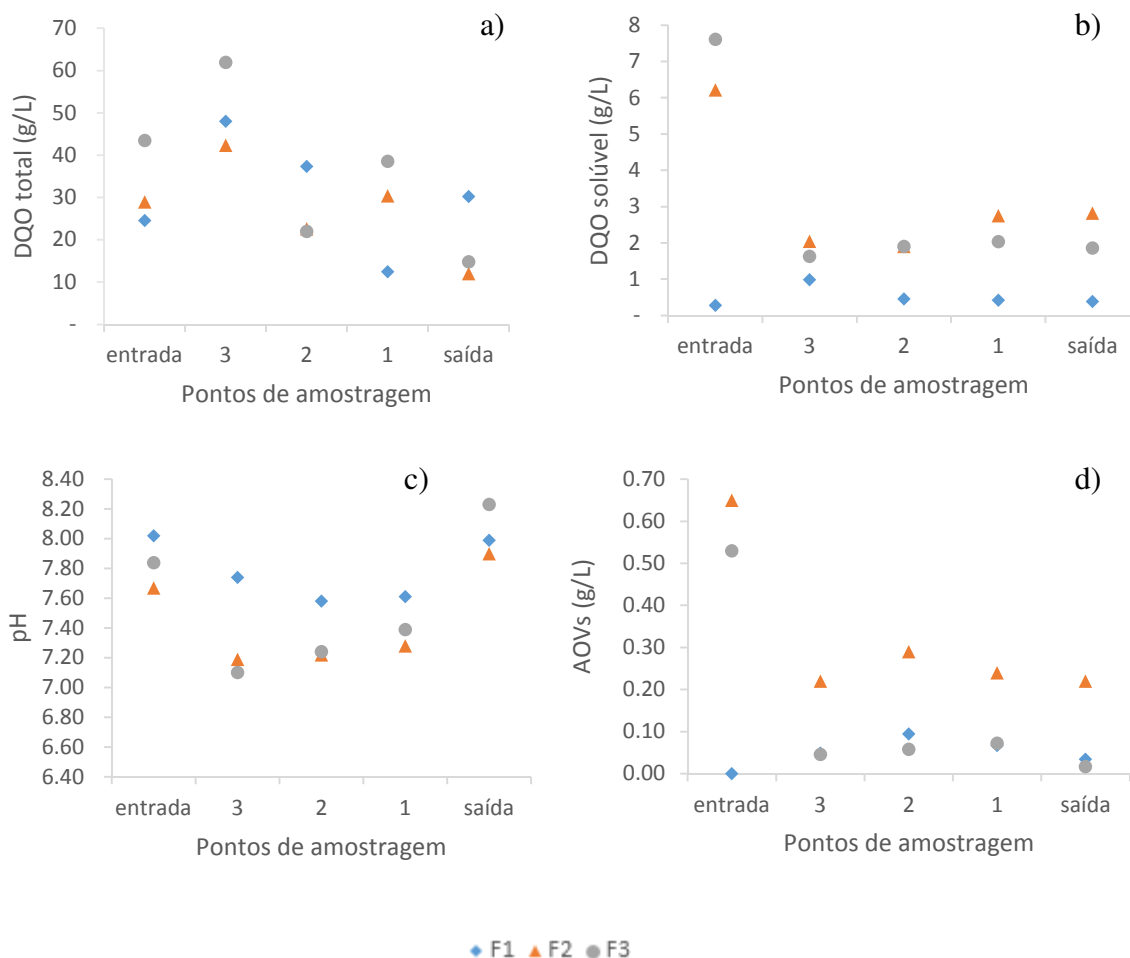 a)
DQO total (g/L)
70
60
50
40
30
20
10
-
entrada 3 2 1 saída
Pontos de amostragem
b)
DQO solúvel (g/L)
8
7
6
5
4
3
2
1
-
entrada 3 2 1 saída
Pontos de amostragem
c)
pH
8.40
8.20
8.00
7.80
7.60
7.40
7.20
7.00
6.80
6.60
6.40
entrada 3 2 1 saída
Pontos de amostragem
d)
AOVs (g/L)
0.70
0.60
0.50
0.40
0.30
0.20
0.10
0.00
entrada 3 2 1 saída
Pontos de amostragem
F1 F2 F3